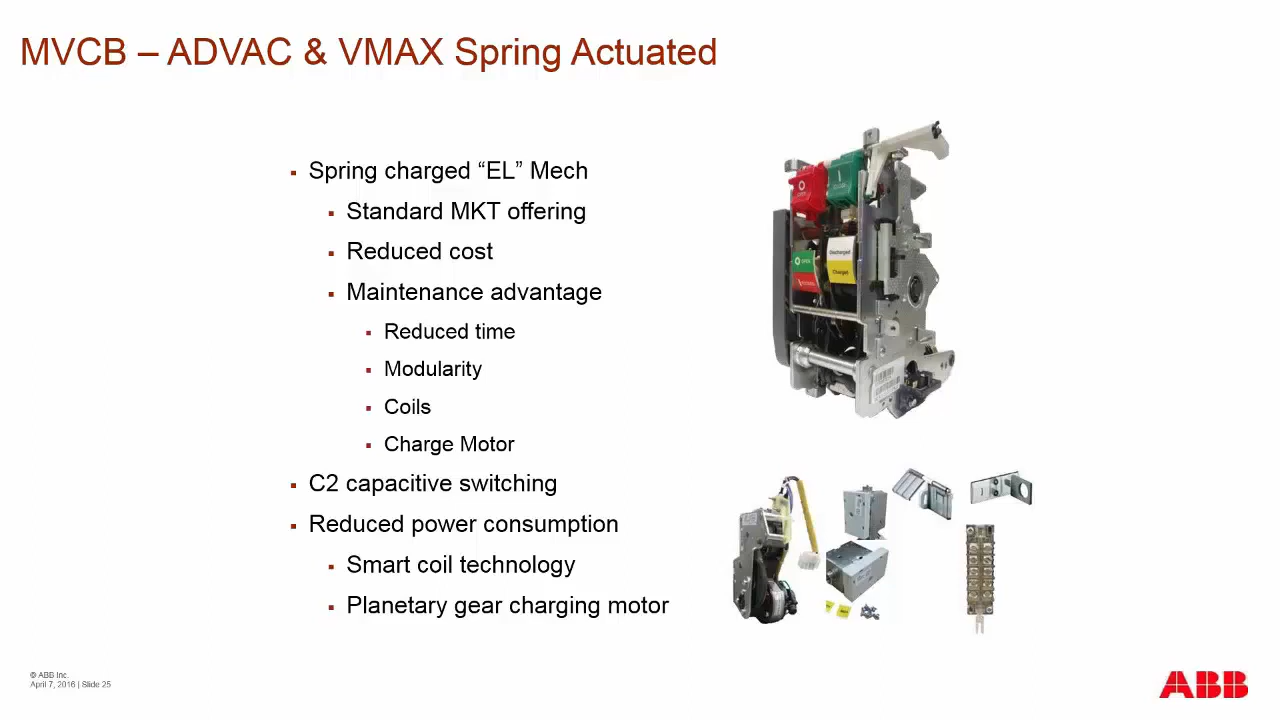 MVCB – ADVAC & VMAX Spring Actuated
Spring charged “EL” Mech
Standard MKT offering
Reduced cost
Maintenance advantage
Reduced time
Modularity
Coils
Charge Motor
C2 capacitive switching
Reduced power consumption
Smart coil technology
Planetary gear charging motor
Discharged
OPEN
Charged
© ABB Inc.
April 7, 2016 | Slide 25
ABB